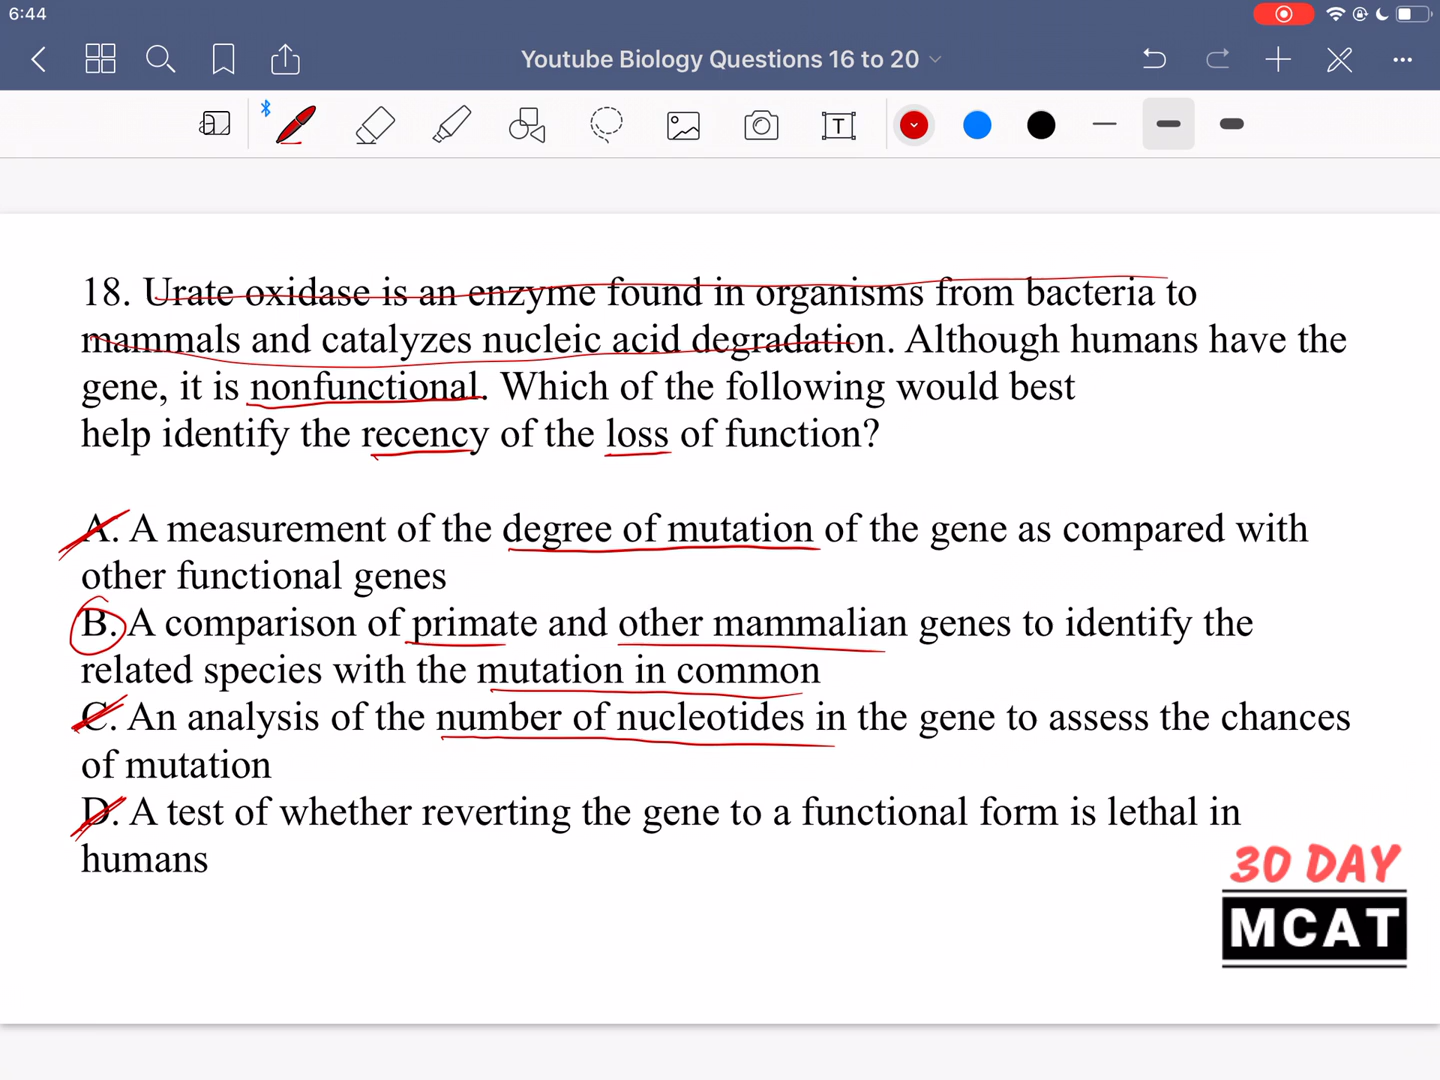 6:44
Youtube Biology Questions 16 to 20
T
18. Urate oxidase is an enzyme found in organisms from bacteria to
mammals and catalyzes nucleic acid degradation. Although humans have the
gene, it is nonfunctional. Which of the following would best
help identify the recency of the loss of function?
A. A measurement of the degree of mutation of the gene as compared with
other functional genes
B. A comparison of primate and other mammalian genes to identify the
related species with the mutation in common
C. An analysis of the number of nucleotides in the gene to assess the chances
of mutation
D. A test of whether reverting the gene to a functional form is lethal in
humans
30 DAY
MCAT